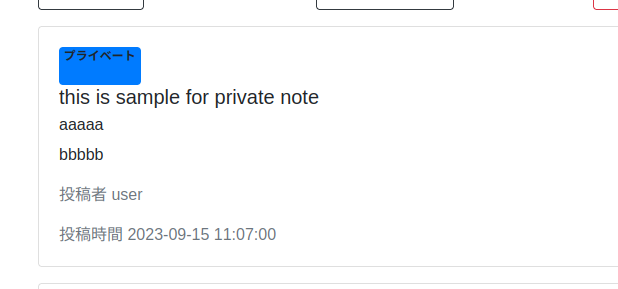 プライベート
this is sample for private note
aaaaa
bbbbb
投稿者 user
投稿時間 2023-09-15 11:07:00